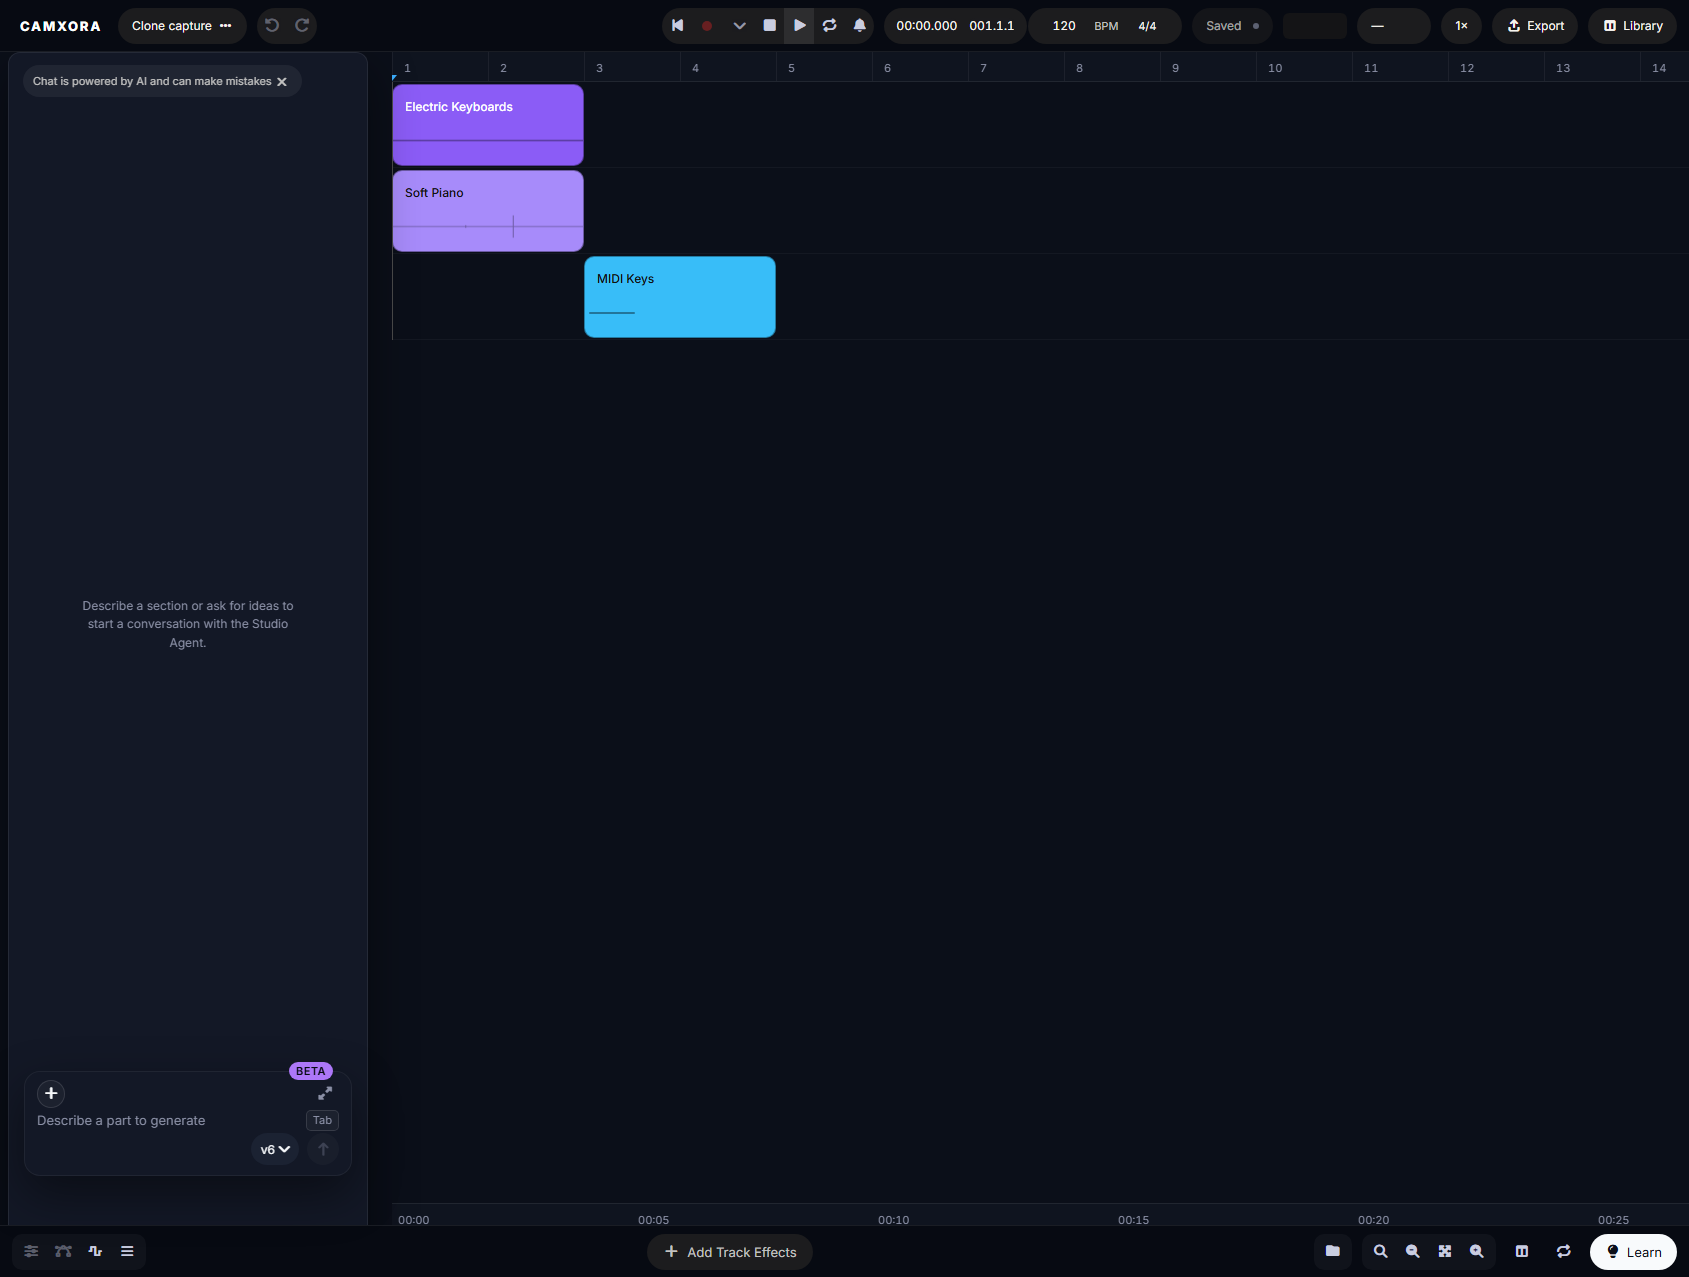 CAMXORA
Clone capture
00:00.000 001.1.1
120 BPM 4/4
Saved
1×
Export
Library
Chat is powered by AI and can make mistakes
1 2 3 4 5 6 7 8 9 10 11 12 13 14
Electric Keyboards
Soft Piano
MIDI Keys
Describe a section or ask for ideas to
start a conversation with the Studio
Agent.
BETA
Describe a part to generate
Tab
v6
00:00 00:05 00:10 00:15 00:20 00:25
Add Track Effects
Learn